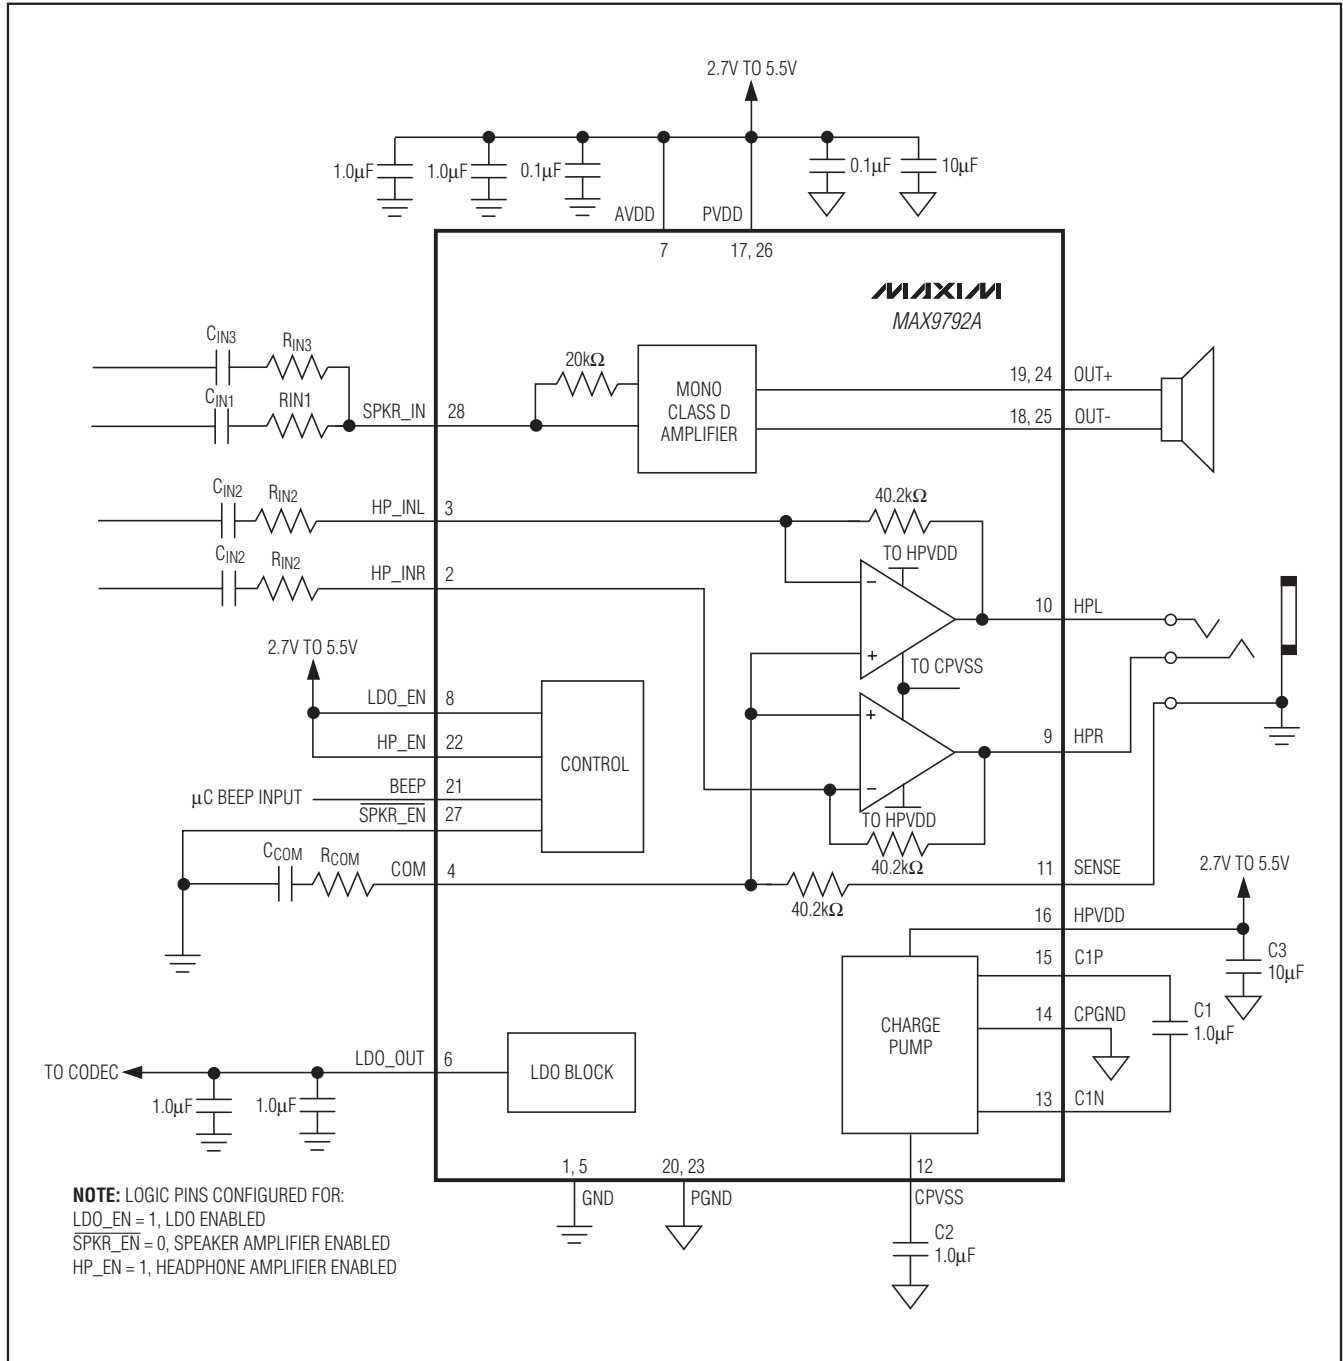 2.7V TO 5.5V
1.0µF
1.0µF
0.1µF
0.1µF
10µF
AVDD
PVDD
7
17, 26
MAXIM
MAX9792A
CIN3
RIN3
CIN1
RIN1
SPKR_IN
28
20kΩ
MONO
CLASS D
AMPLIFIER
19, 24
OUT+
18, 25
OUT-
CIN2
RIN2
HP_INL
3
40.2kΩ
TO HPVDD
CIN2
RIN2
HP_INR
2
−
+
10
HPL
TO CPVSS
2.7V TO 5.5V
LDO_EN
8
HP_EN
22
CONTROL
µC BEEP INPUT
BEEP
21
SPKR_EN
27
+
−
9
HPR
TO HPVDD
40.2kΩ
CCOM
RCOM
COM
4
40.2kΩ
11
SENSE
2.7V TO 5.5V
16
HPVDD
15
C1P
C3
10µF
CHARGE
PUMP
14
CPGND
C1
1.0µF
13
C1N
TO CODEC
LDO_OUT
6
LDO BLOCK
1.0µF
1.0µF
1, 5
GND
20, 23
PGND
12
CPVSS
C2
1.0µF
NOTE: LOGIC PINS CONFIGURED FOR:
LDO_EN = 1, LDO ENABLED
SPKR_EN = 0, SPEAKER AMPLIFIER ENABLED
HP_EN = 1, HEADPHONE AMPLIFIER ENABLED